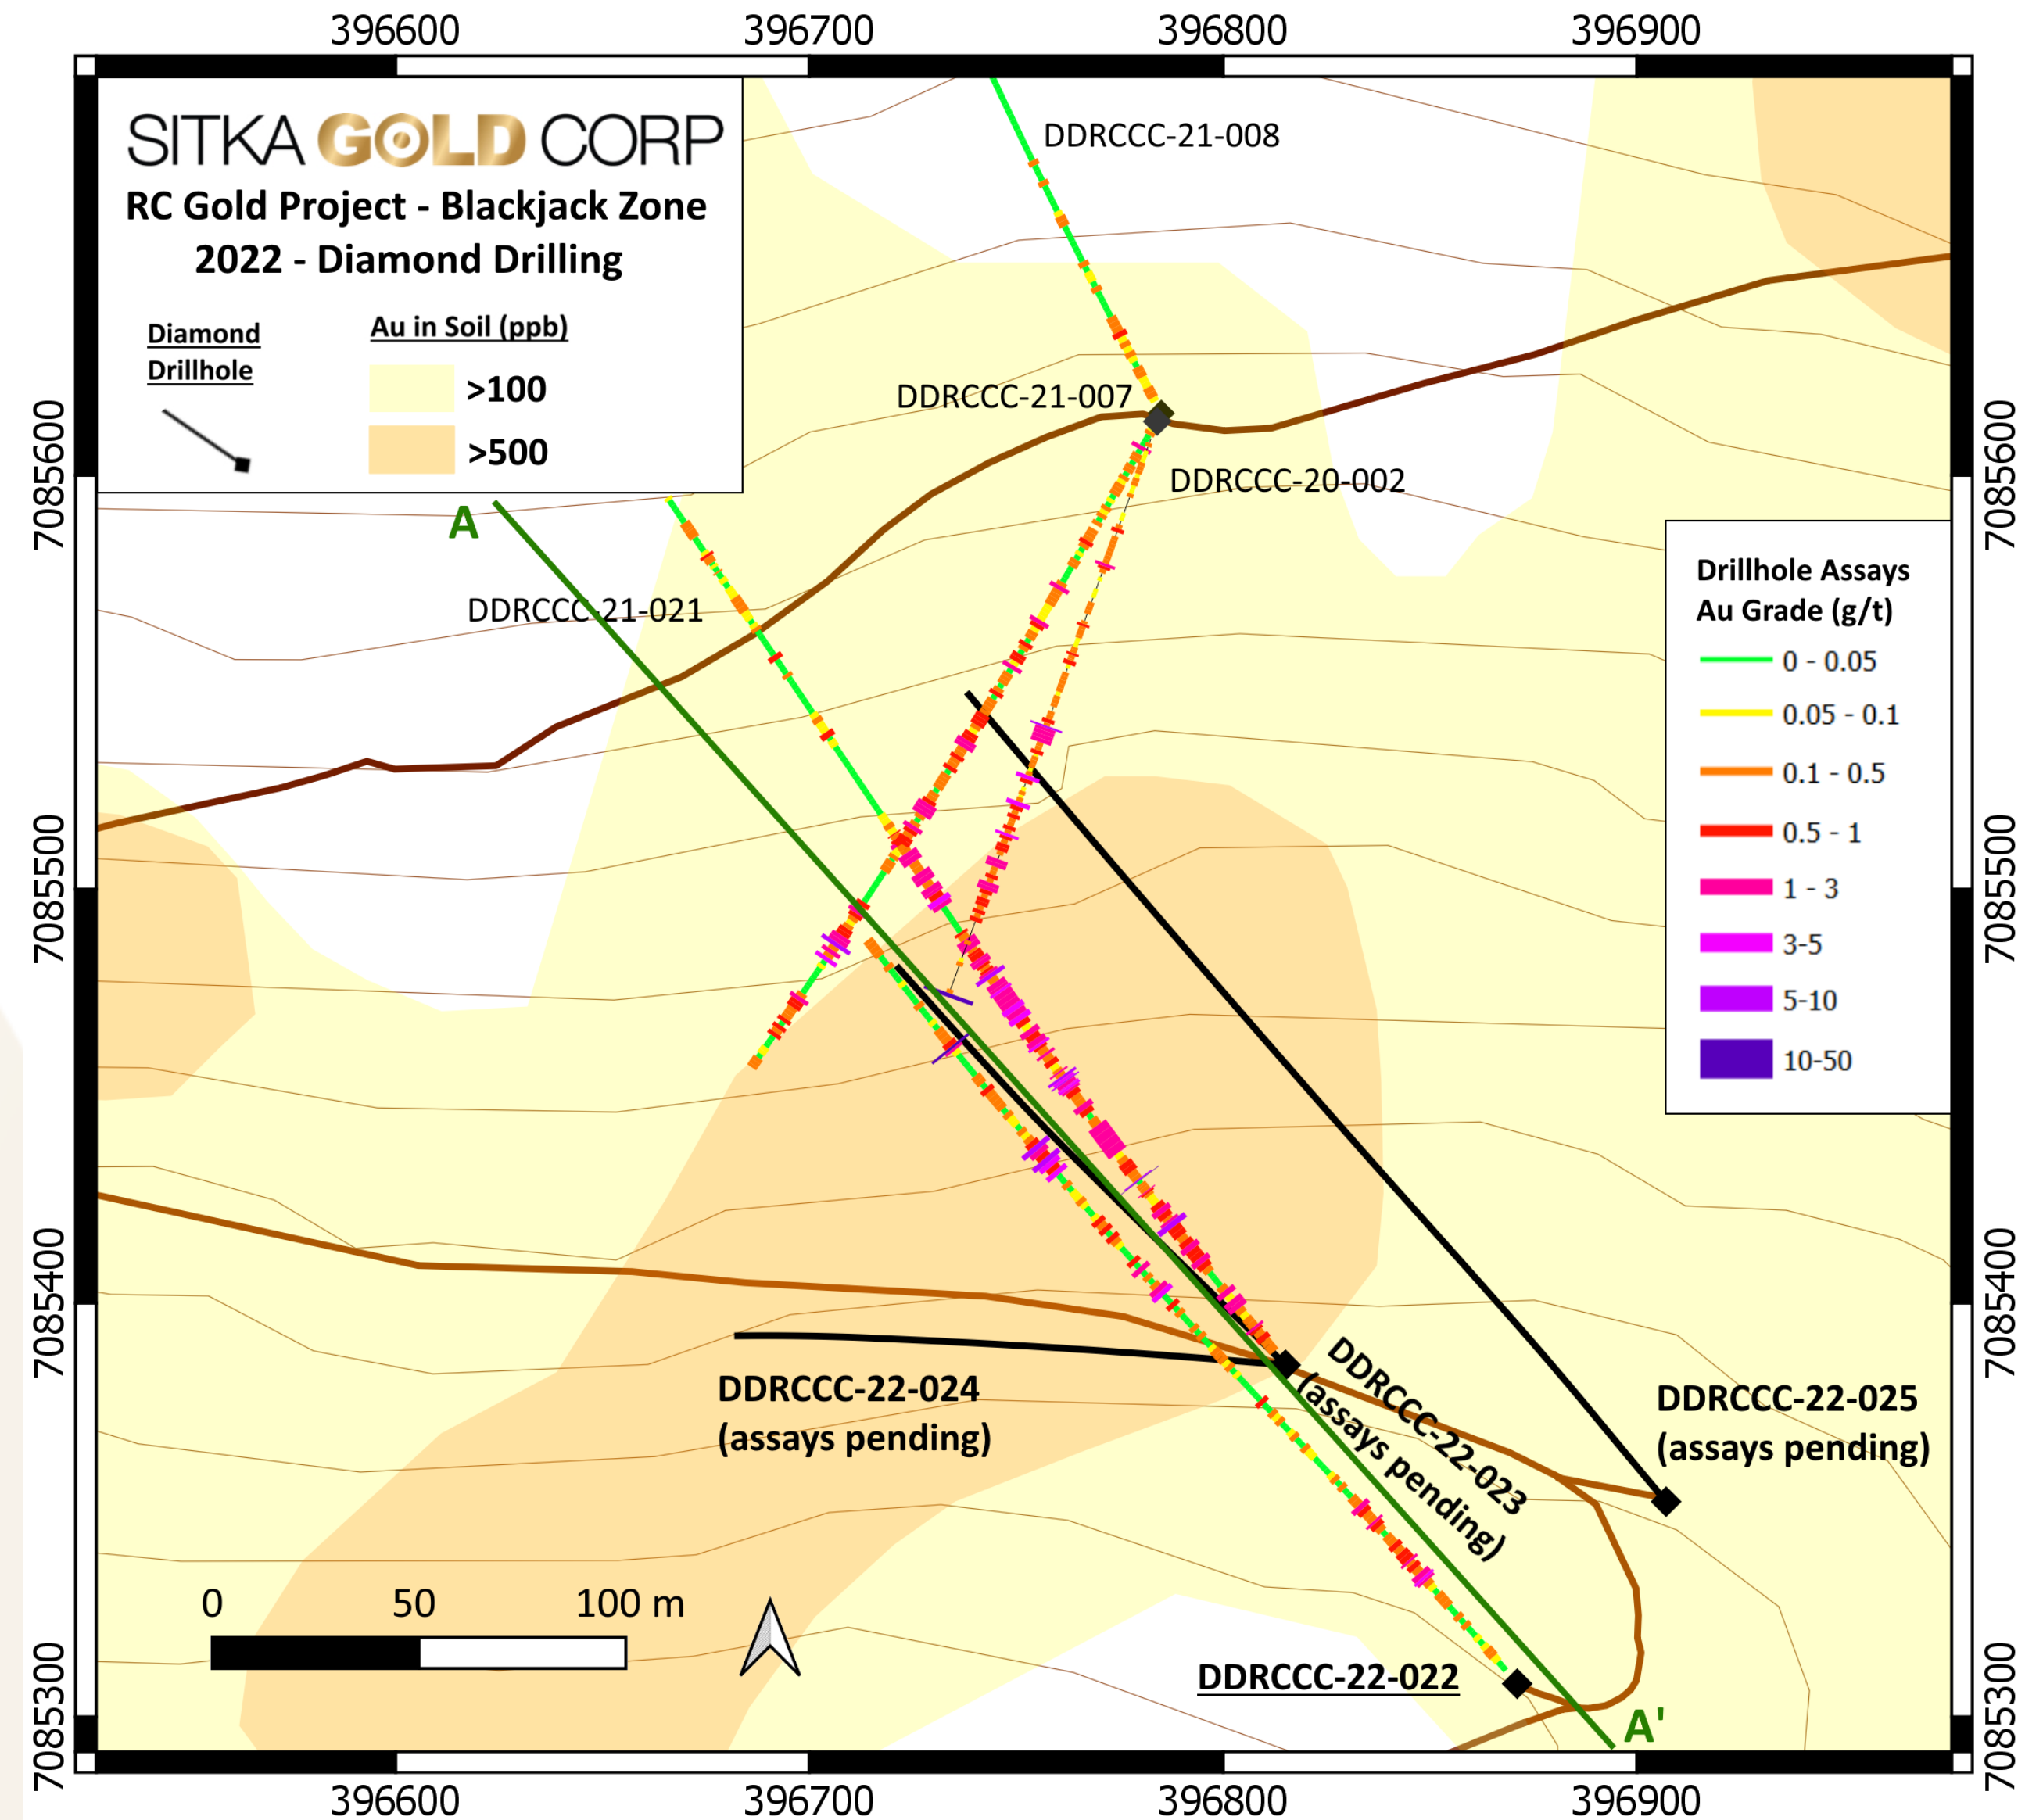 396600 396700 396800 396900
SITKA GOLD CORP
RC Gold Project - Blackjack Zone
2022 - Diamond Drilling
Diamond
Drillhole
Au in Soil (ppb)
>100
>500
DDRCCC-21-008
DDRCCC-21-007
DDRCCC-20-002
A
DDRCCC-21-021
Drillhole Assays
Au Grade (g/t)
0 - 0.05
0.05 - 0.1
0.1 - 0.5
0.5 - 1
1 - 3
3-5
5-10
10-50
DDRCCC-22-024
(assays pending)
DDRCCC-22-023
(assays pending)
DDRCCC-22-025
(assays pending)
0 50 100 m
DDRCCC-22-022
A'
7085600
7085500
7085400
7085300
7085600
7085500
7085400
7085300
396600 396700 396800 396900